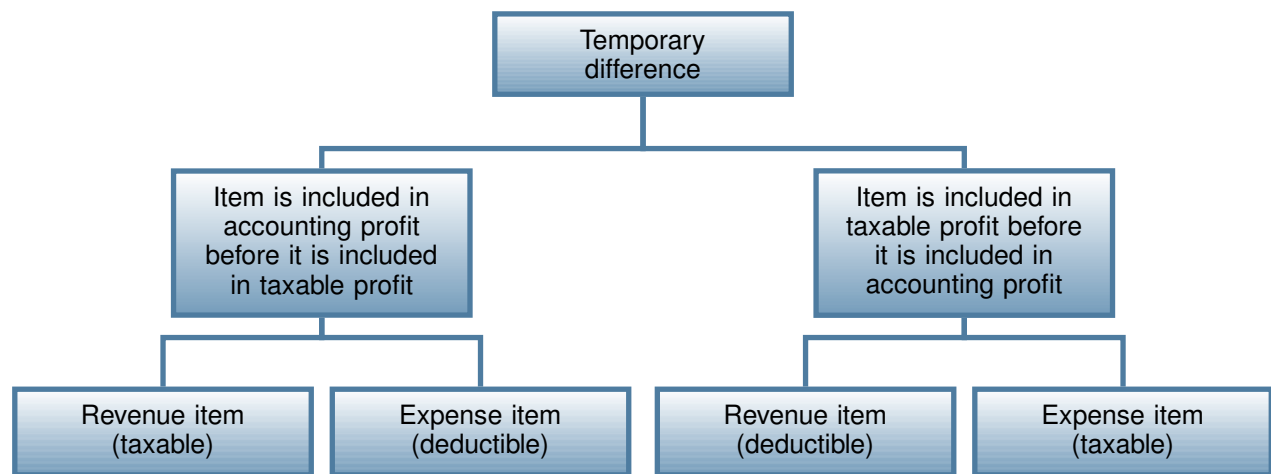 Temporary
difference
Item is included in
accounting profit
before it is included
in taxable profit
Item is included in
taxable profit before
it is included in
accounting profit
Revenue item
(taxable)
Expense item
(deductible)
Revenue item
(deductible)
Expense item
(taxable)